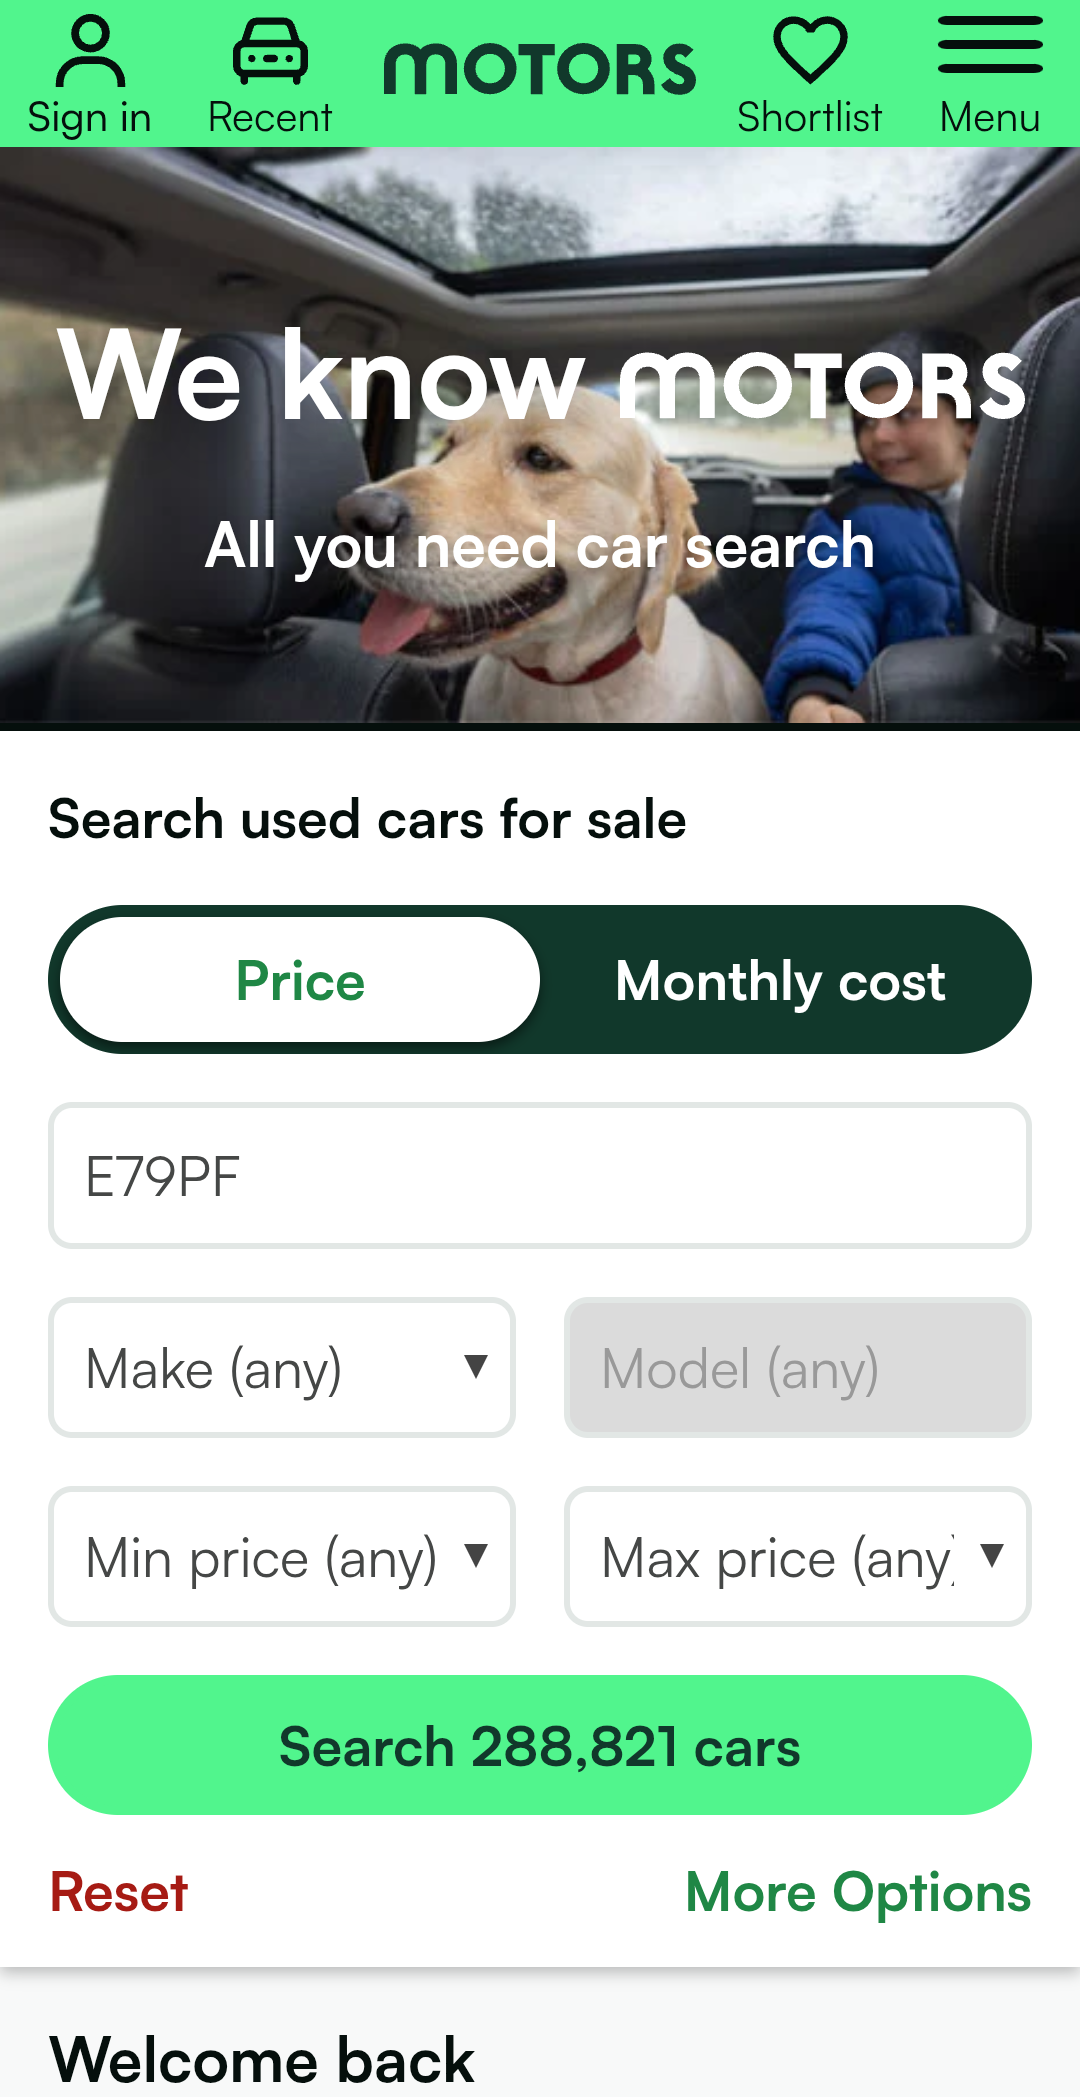 Sign in
Recent
MOTORS
Shortlist
Menu
We know MOTORS
All you need car search
Search used cars for sale
Price
Monthly cost
E79PF
Make (any) ▼
Model (any)
Min price (any) ▼
Max price (any) ▼
Search 288,821 cars
Reset
More Options
Welcome back